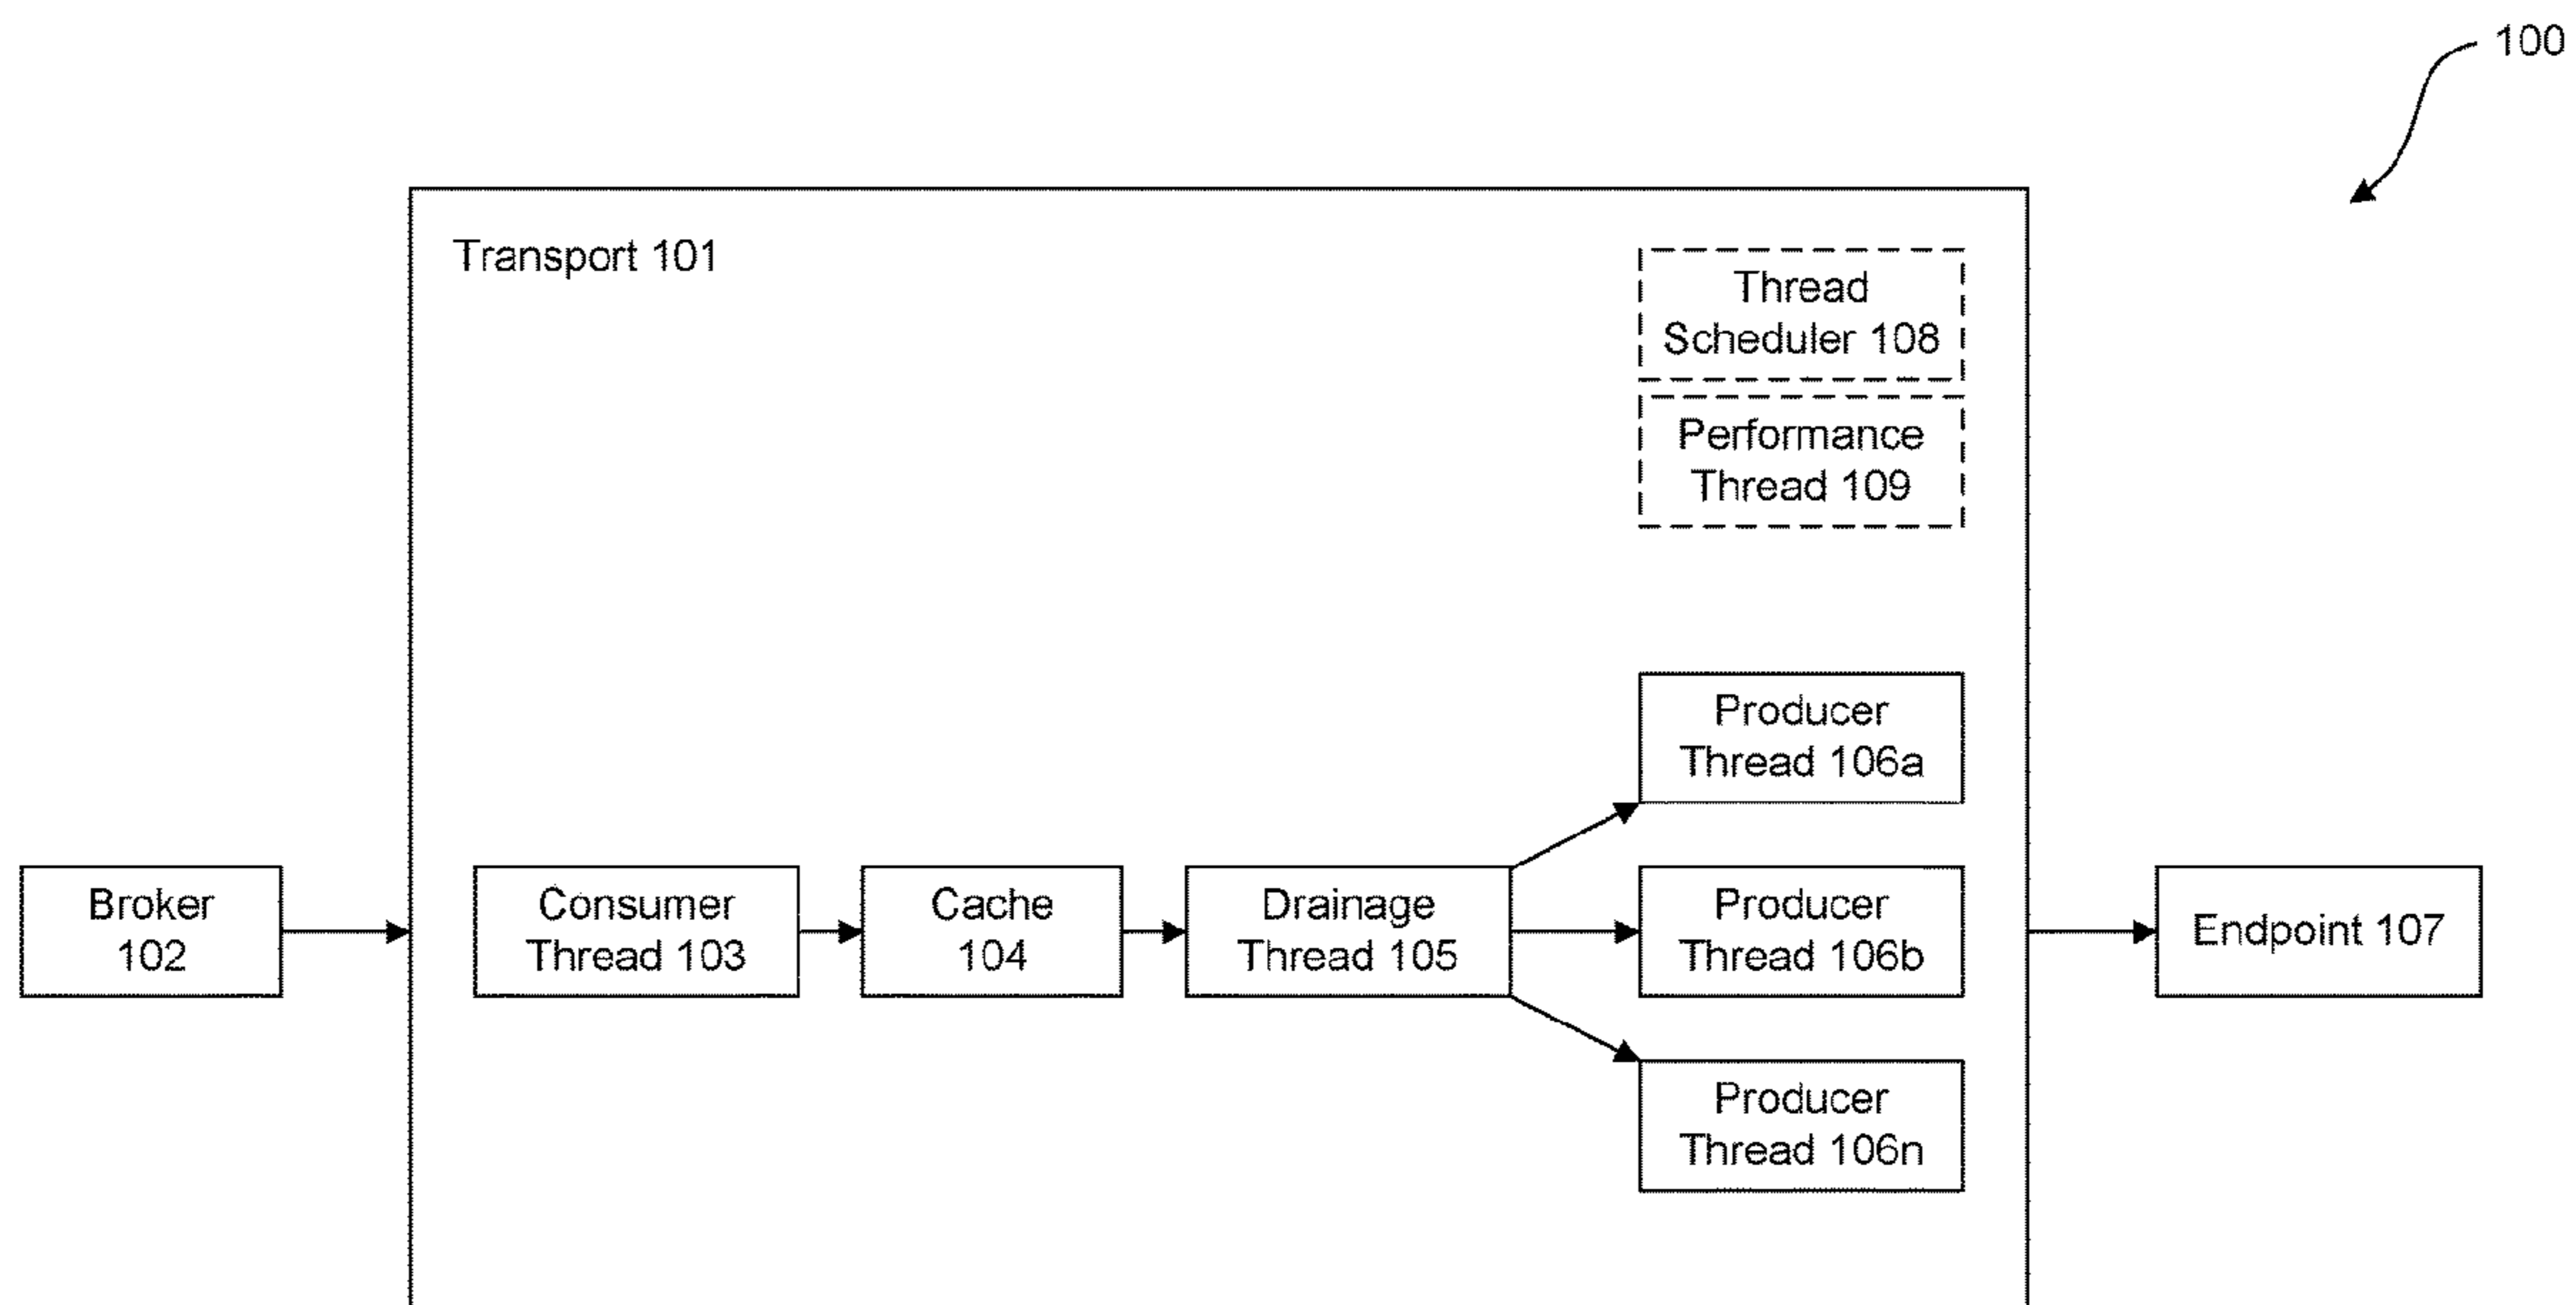 100
Transport 101
Thread
Scheduler 108
Performance
Thread 109
Producer
Thread 106a
Broker
102
Consumer
Thread 103
Cache
104
Drainage
Thread 105
Producer
Thread 106b
Endpoint 107
Producer
Thread 106n